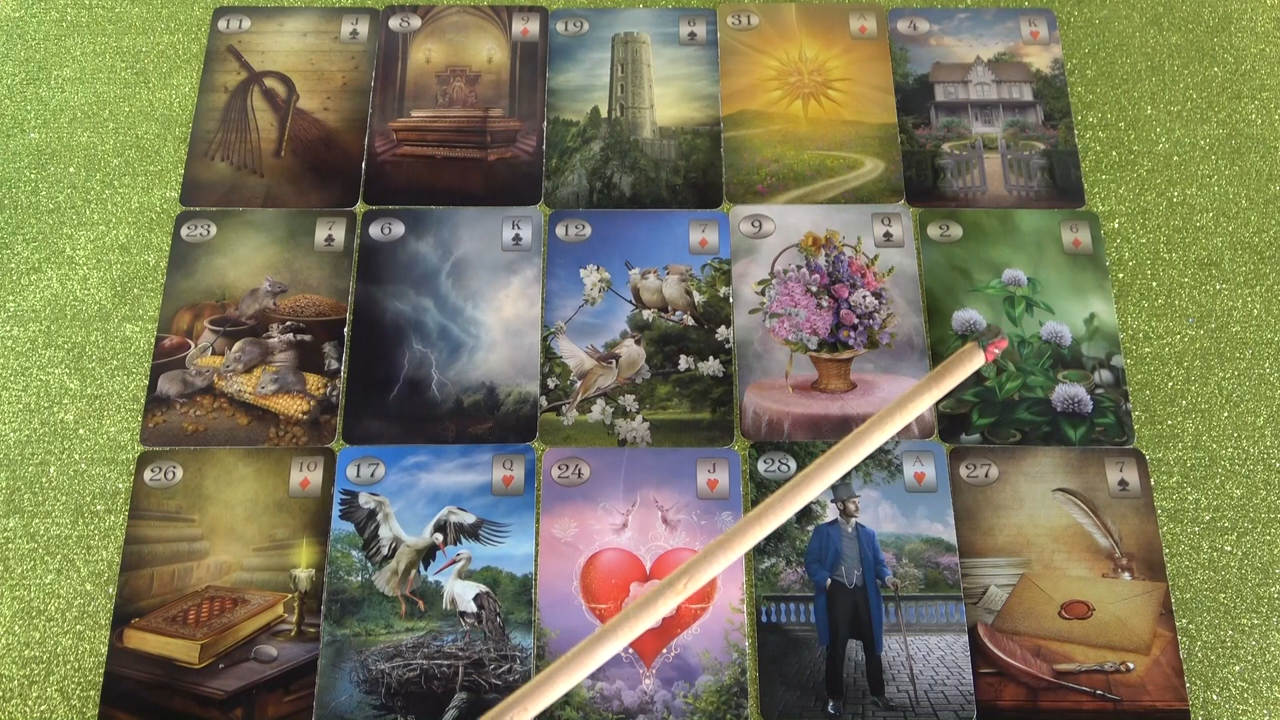 11 J♣
8 9♦
19 6♠
31 A♦
4 K♥
23 7♣
6 K♣
12 7♦
9 Q♠
2 6♦
26 10♦
17 Q♥
24 J♥
28 A♥
27 7♠